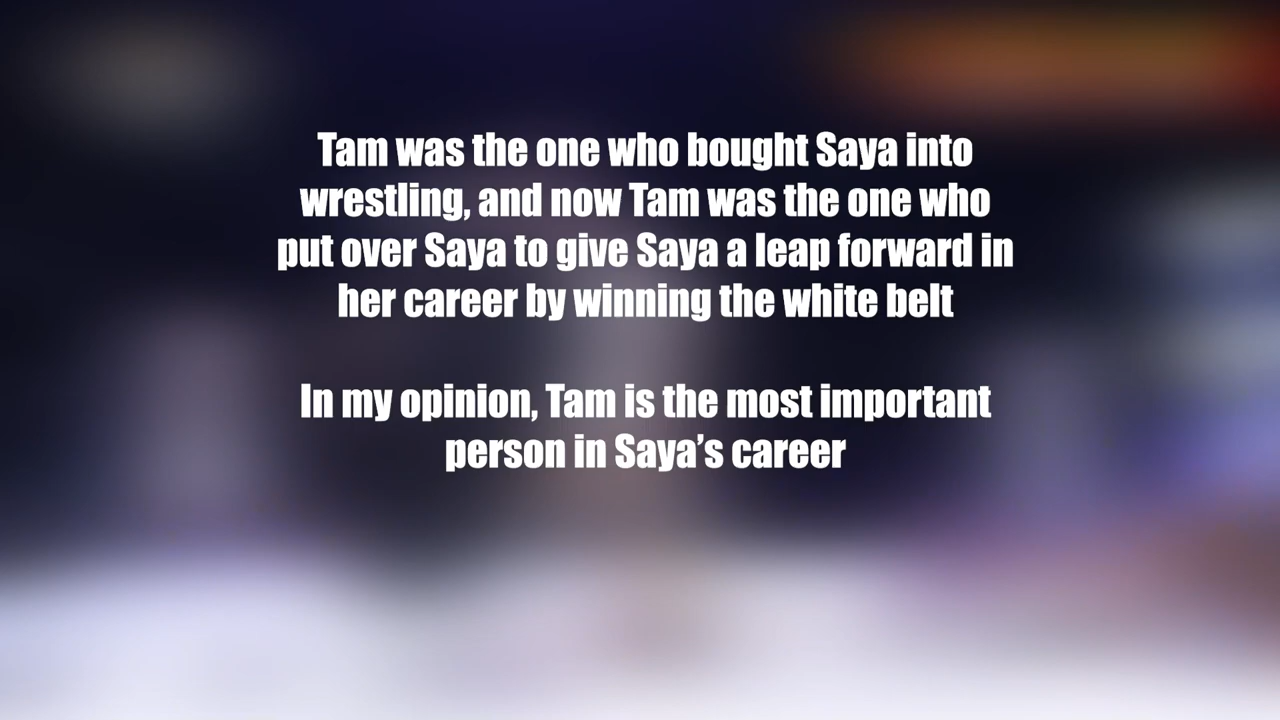 Tam was the one who bought Saya into
wrestling, and now Tam was the one who
put over Saya to give Saya a leap forward in
her career by winning the white belt
In my opinion, Tam is the most important
person in Saya’s career